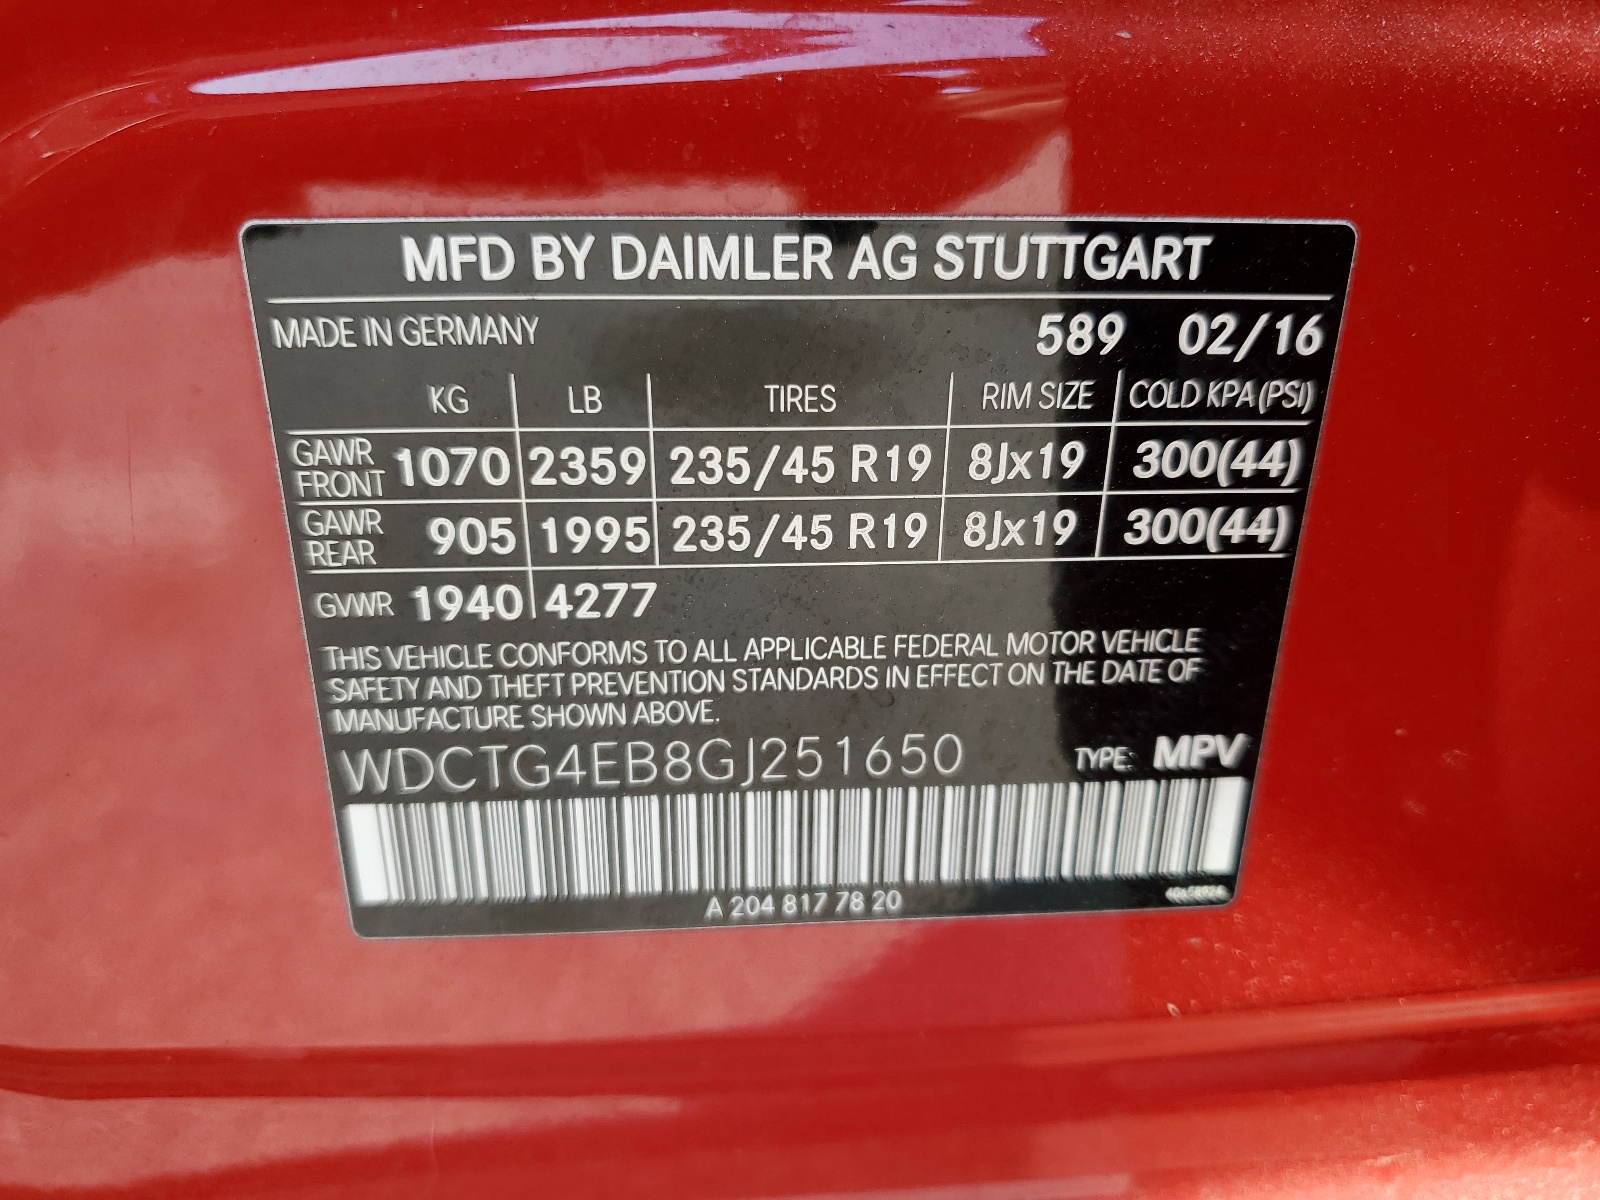 MFD BY DAIMLER AG STUTTGART
MADE IN GERMANY 589 02/16
KG LB TIRES RIM SIZE COLD KPA (PSI)
GAWR FRONT 1070 2359 235/45 R19 8Jx19 300(44)
GAWR REAR 905 1995 235/45 R19 8Jx19 300(44)
GVWR 1940 4277
THIS VEHICLE CONFORMS TO ALL APPLICABLE FEDERAL MOTOR VEHICLE
SAFETY AND THEFT PREVENTION STANDARDS IN EFFECT ON THE DATE OF
MANUFACTURE SHOWN ABOVE.
WDCTG4EB8GJ251650 TYPE: MPV
A 204 817 78 20